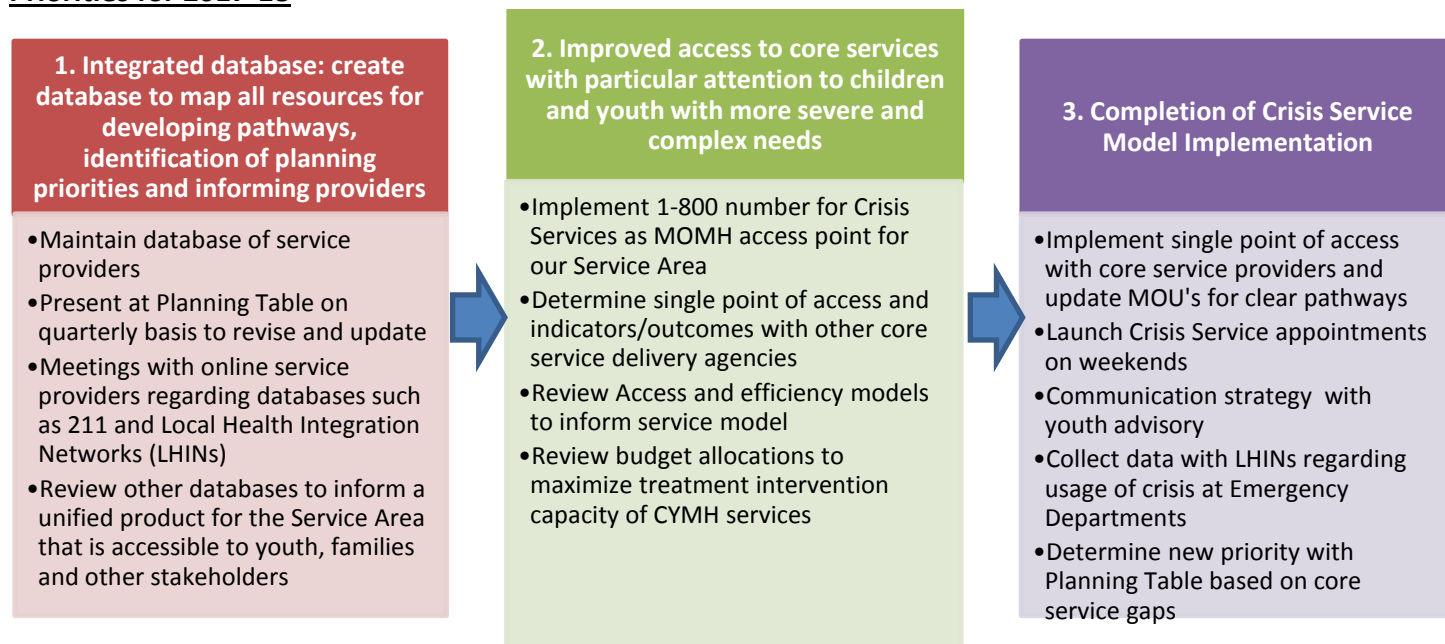 1. Integrated database: create
database to map all resources for
developing pathways,
identification of planning
priorities and informing providers
•Maintain database of service
providers
•Present at Planning Table on
quarterly basis to revise and update
•Meetings with online service
providers regarding databases such
as 211 and Local Health Integration
Networks (LHINs)
•Review other databases to inform a
unified product for the Service Area
that is accessible to youth, families
and other stakeholders
2. Improved access to core services
with particular attention to children
and youth with more severe and
complex needs
•Implement 1-800 number for Crisis
Services as MOMH access point for
our Service Area
•Determine single point of access and
indicators/outcomes with other core
service delivery agencies
•Review Access and efficiency models
to inform service model
•Review budget allocations to
maximize treatment intervention
capacity of CYMH services
3. Completion of Crisis Service
Model Implementation
•Implement single point of access
with core service providers and
update MOU's for clear pathways
•Launch Crisis Service appointments
on weekends
•Communication strategy with
youth advisory
•Collect data with LHINs regarding
usage of crisis at Emergency
Departments
•Determine new priority with
Planning Table based on core
service gaps